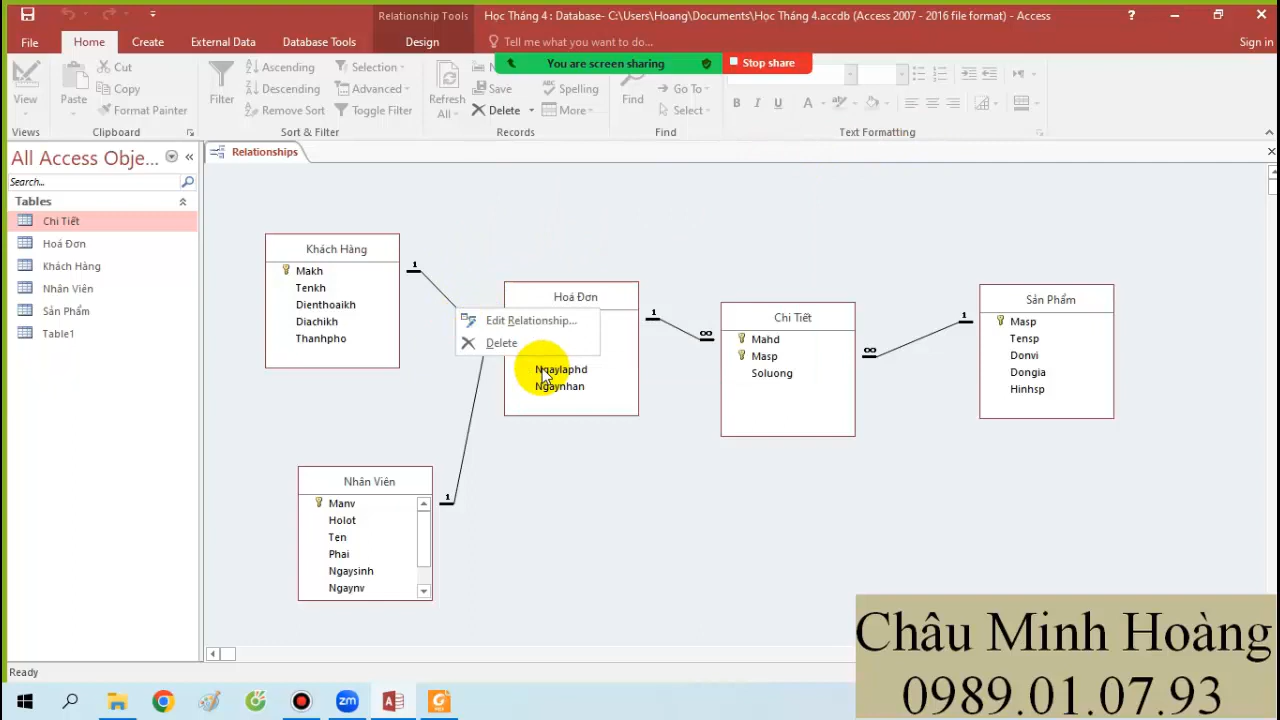 Relationship Tools
Học Tháng 4 : Database- C:\Users\Hoang\Documents\Học Tháng 4.accdb (Access 2007 - 2016 file format) - Access
?
File
Home
Create
External Data
Database Tools
Design
Tell me what you want to do...
Sign in
You are screen sharing
Stop share
View
Paste
Cut
Copy
Format Painter
Filter
Ascending
Descending
Remove Sort
Selection
Advanced
Toggle Filter
Refresh
All
Save
Delete
Spelling
More
Find
Go To
Select
B
I
U
A
Views
Clipboard
Sort & Filter
Records
Find
Text Formatting
All Access Obje...
Search...
Tables
Chi Tiết
Hoá Đơn
Khách Hàng
Nhân Viên
Sản Phẩm
Table1
Relationships
Khách Hàng
Makh
Tenkh
Dienthoaikh
Diachikh
Thanhpho
1
Hoá Đơn
Edit Relationship...
Delete
Ngaylaphd
Ngaynhan
1
∞
Chi Tiết
Mahd
Masp
Soluong
∞
1
Sản Phẩm
Masp
Tensp
Donvi
Dongia
Hinhsp
Nhân Viên
Manv
Holot
Ten
Phai
Ngaysinh
Ngaynv
1
Ready
Châu Minh Hoàng
0989.01.07.93
zm